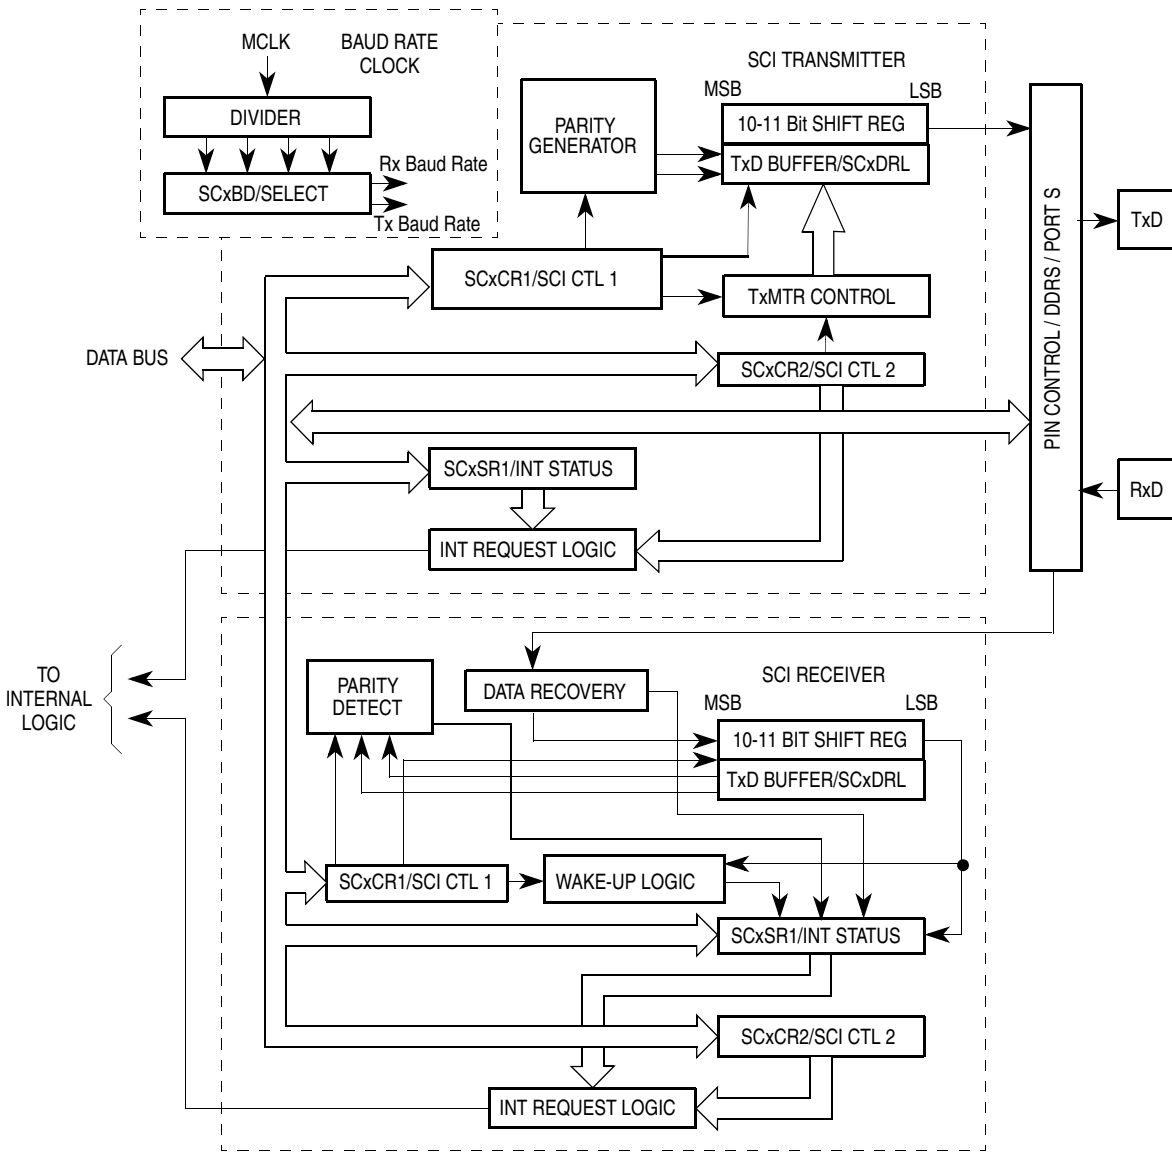 MCLK
BAUD RATE
CLOCK
DIVIDER
SCxBD/SELECT
Rx Baud Rate
Tx Baud Rate
SCI TRANSMITTER
MSB
LSB
PARITY
GENERATOR
10-11 Bit SHIFT REG
TxD BUFFER/SCxDRL
SCxCR1/SCI CTL 1
TxMTR CONTROL
DATA BUS
SCxCR2/SCI CTL 2
SCxSR1/INT STATUS
INT REQUEST LOGIC
PIN CONTROL / DDRS / PORT S
TxD
RxD
TO
INTERNAL
LOGIC
SCI RECEIVER
PARITY
DETECT
DATA RECOVERY
MSB
LSB
10-11 BIT SHIFT REG
TxD BUFFER/SCxDRL
SCxCR1/SCI CTL 1
WAKE-UP LOGIC
SCxSR1/INT STATUS
SCxCR2/SCI CTL 2
INT REQUEST LOGIC